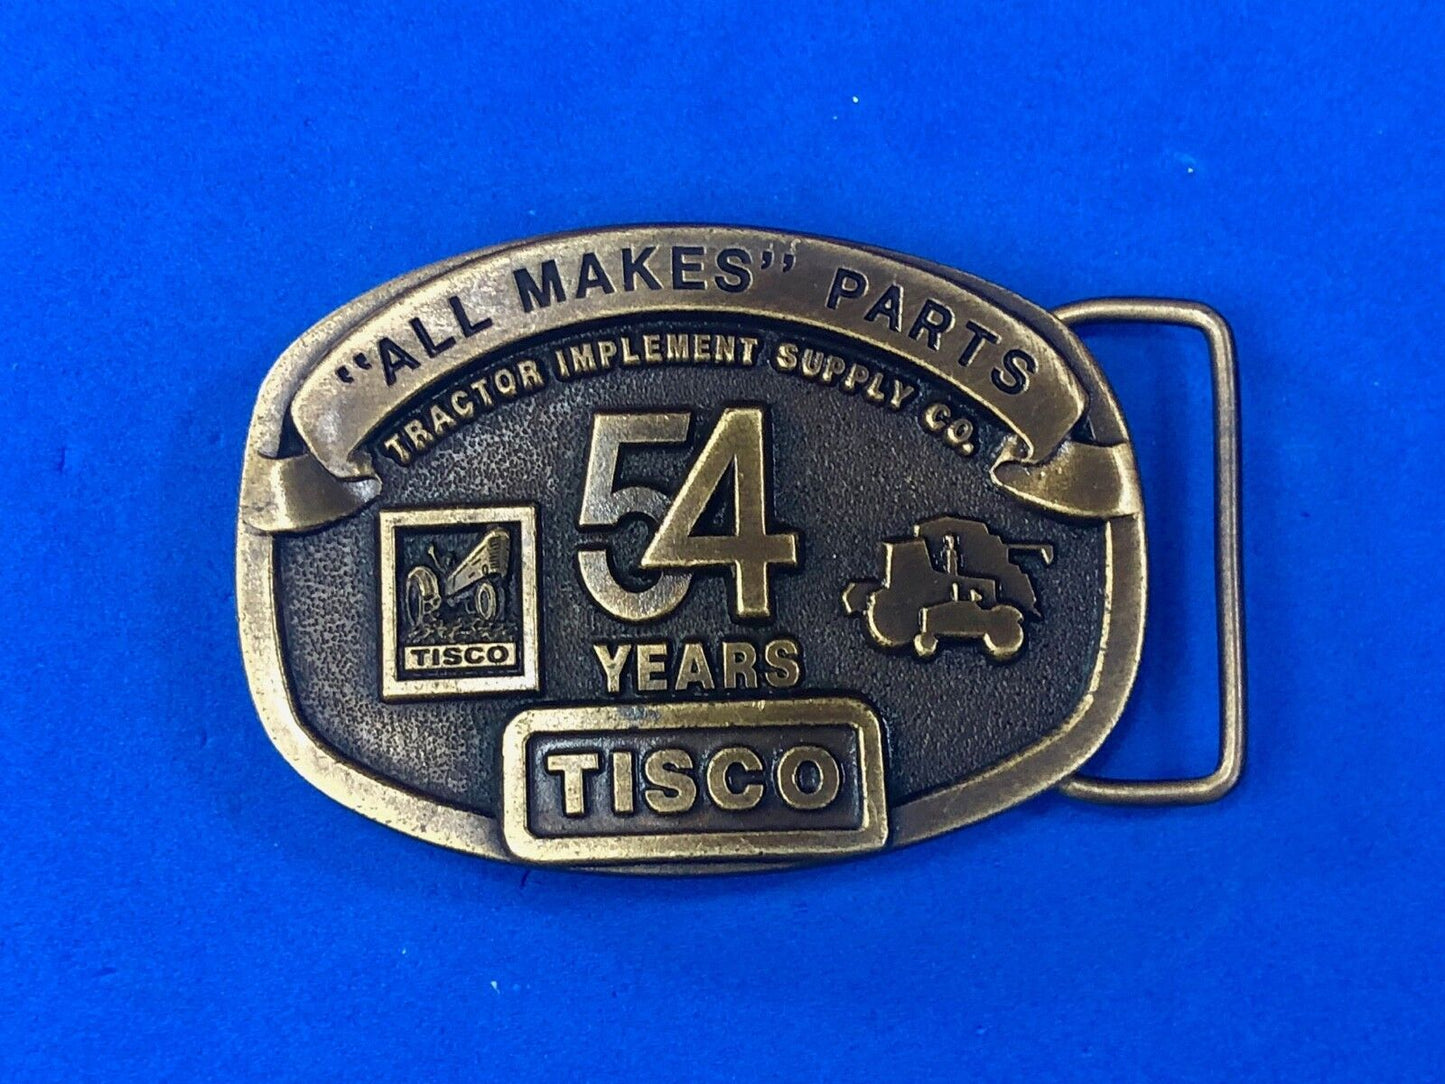 "ALL MAKES" PARTS
TRACTOR IMPLEMENT SUPPLY CO.
54
YEARS
TISCO
TISCO